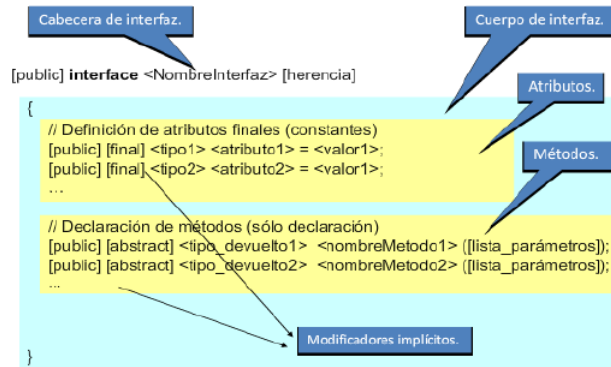 Cabecera de interfaz.
Cuerpo de interfaz.
[public] interface <NombreInterfaz> [herencia]
Atributos.
{
// Definición de atributos finales (constantes)
[public] [final] <tipo1> <atributo1> = <valor1>;
[public] [final] <tipo2> <atributo2> = <valor1>;
...
Métodos.
// Declaración de métodos (sólo declaración)
[public] [abstract] <tipo_devuelto1> <nombreMetodo1> ([lista_parámetros]);
[public] [abstract] <tipo_devuelto2> <nombreMetodo2> ([lista_parámetros]);
...
Modificadores implícitos.
}